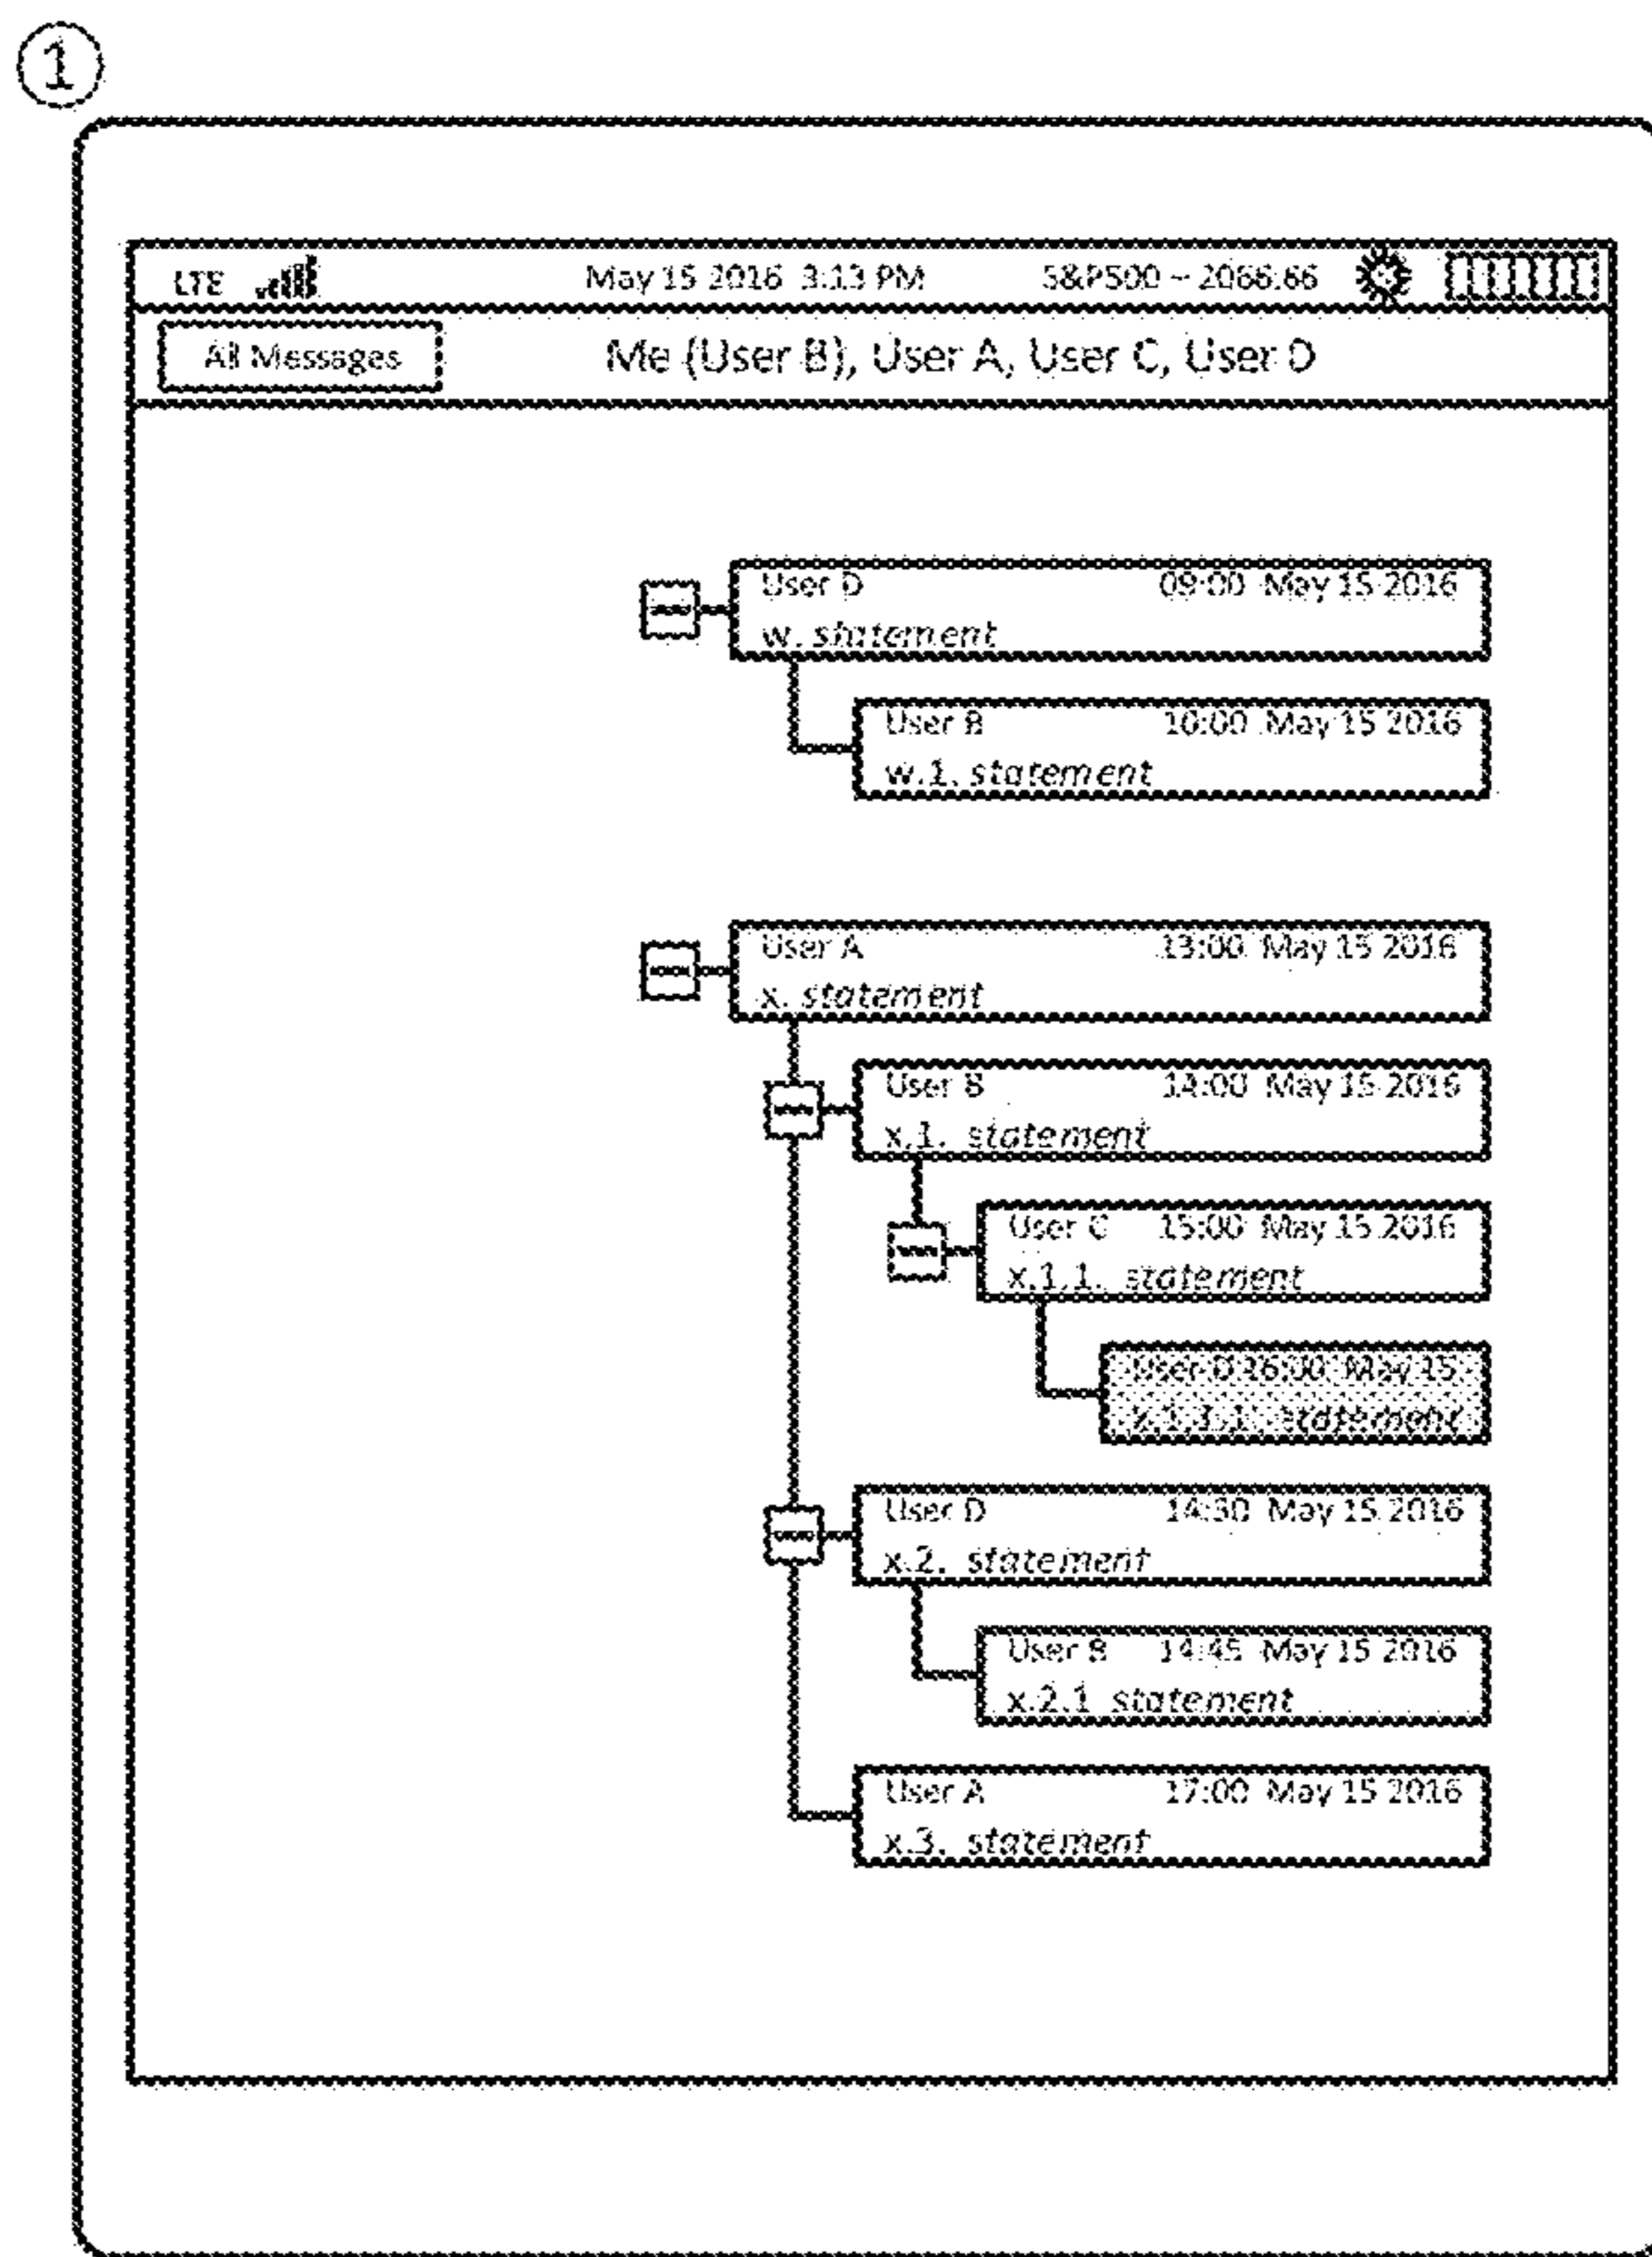 1
LTE May 15 2016 3:13 PM S&P500 – 2066.66
All Messages Me (User B), User A, User C, User D
User D 09:00 May 15 2016
w. statement
User B 10:00 May 15 2016
w.1. statement
User A 13:00 May 15 2016
x. statement
User B 14:00 May 15 2016
x.1. statement
User C 15:00 May 15 2016
x.1.1. statement
User D 16:00 May 15
x.1.1.1. statement
User D 14:30 May 15 2016
x.2. statement
User B 14:45 May 15 2016
x.2.1 statement
User A 17:00 May 15 2016
x.3. statement